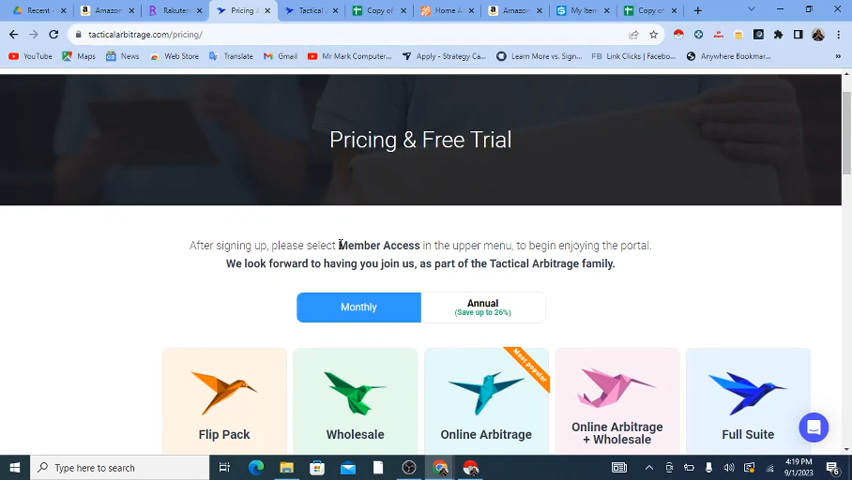 Recent -
Amazon
Rakuten
Pricing
Tactical
Copy of
Home A
Amazon
My Item
Copy of
tacticalarbitrage.com/pricing/
YouTube
Maps
News
Web Store
Translate
Gmail
Mr Mark Computer...
Apply - Strategy Ca...
Learn More vs. Sign...
FB Link Clicks | Faceboo...
Anywhere Bookmark...
Pricing & Free Trial
After signing up, please select Member Access in the upper menu, to begin enjoying the portal.
We look forward to having you join us, as part of the Tactical Arbitrage family.
Monthly
Annual
(Save up to 26%)
Most popular
Flip Pack
Wholesale
Online Arbitrage
Online Arbitrage
+ Wholesale
Full Suite
Type here to search
4:19 PM
9/1/2023